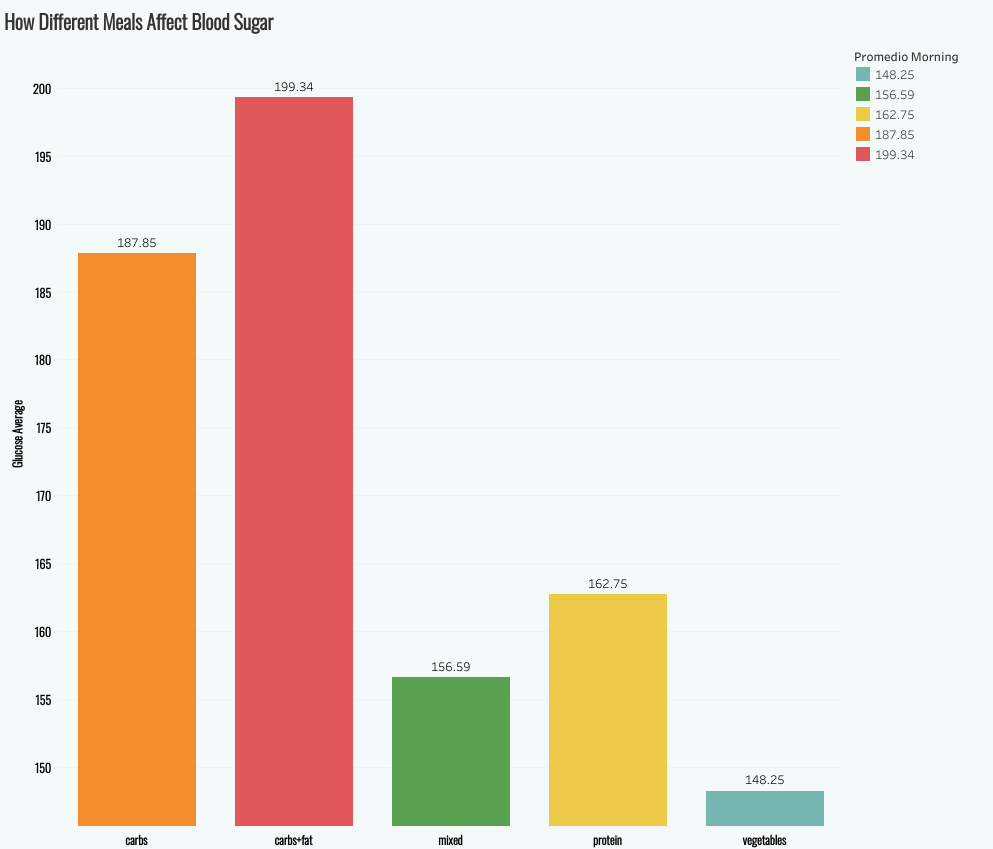 How Different Meals Affect Blood Sugar
Promedio Morning
148.25
156.59
162.75
187.85
199.34
Glucose Average
200
195
190
185
180
175
170
165
160
155
150
187.85
199.34
156.59
162.75
148.25
carbs
carbs+fat
mixed
protein
vegetables